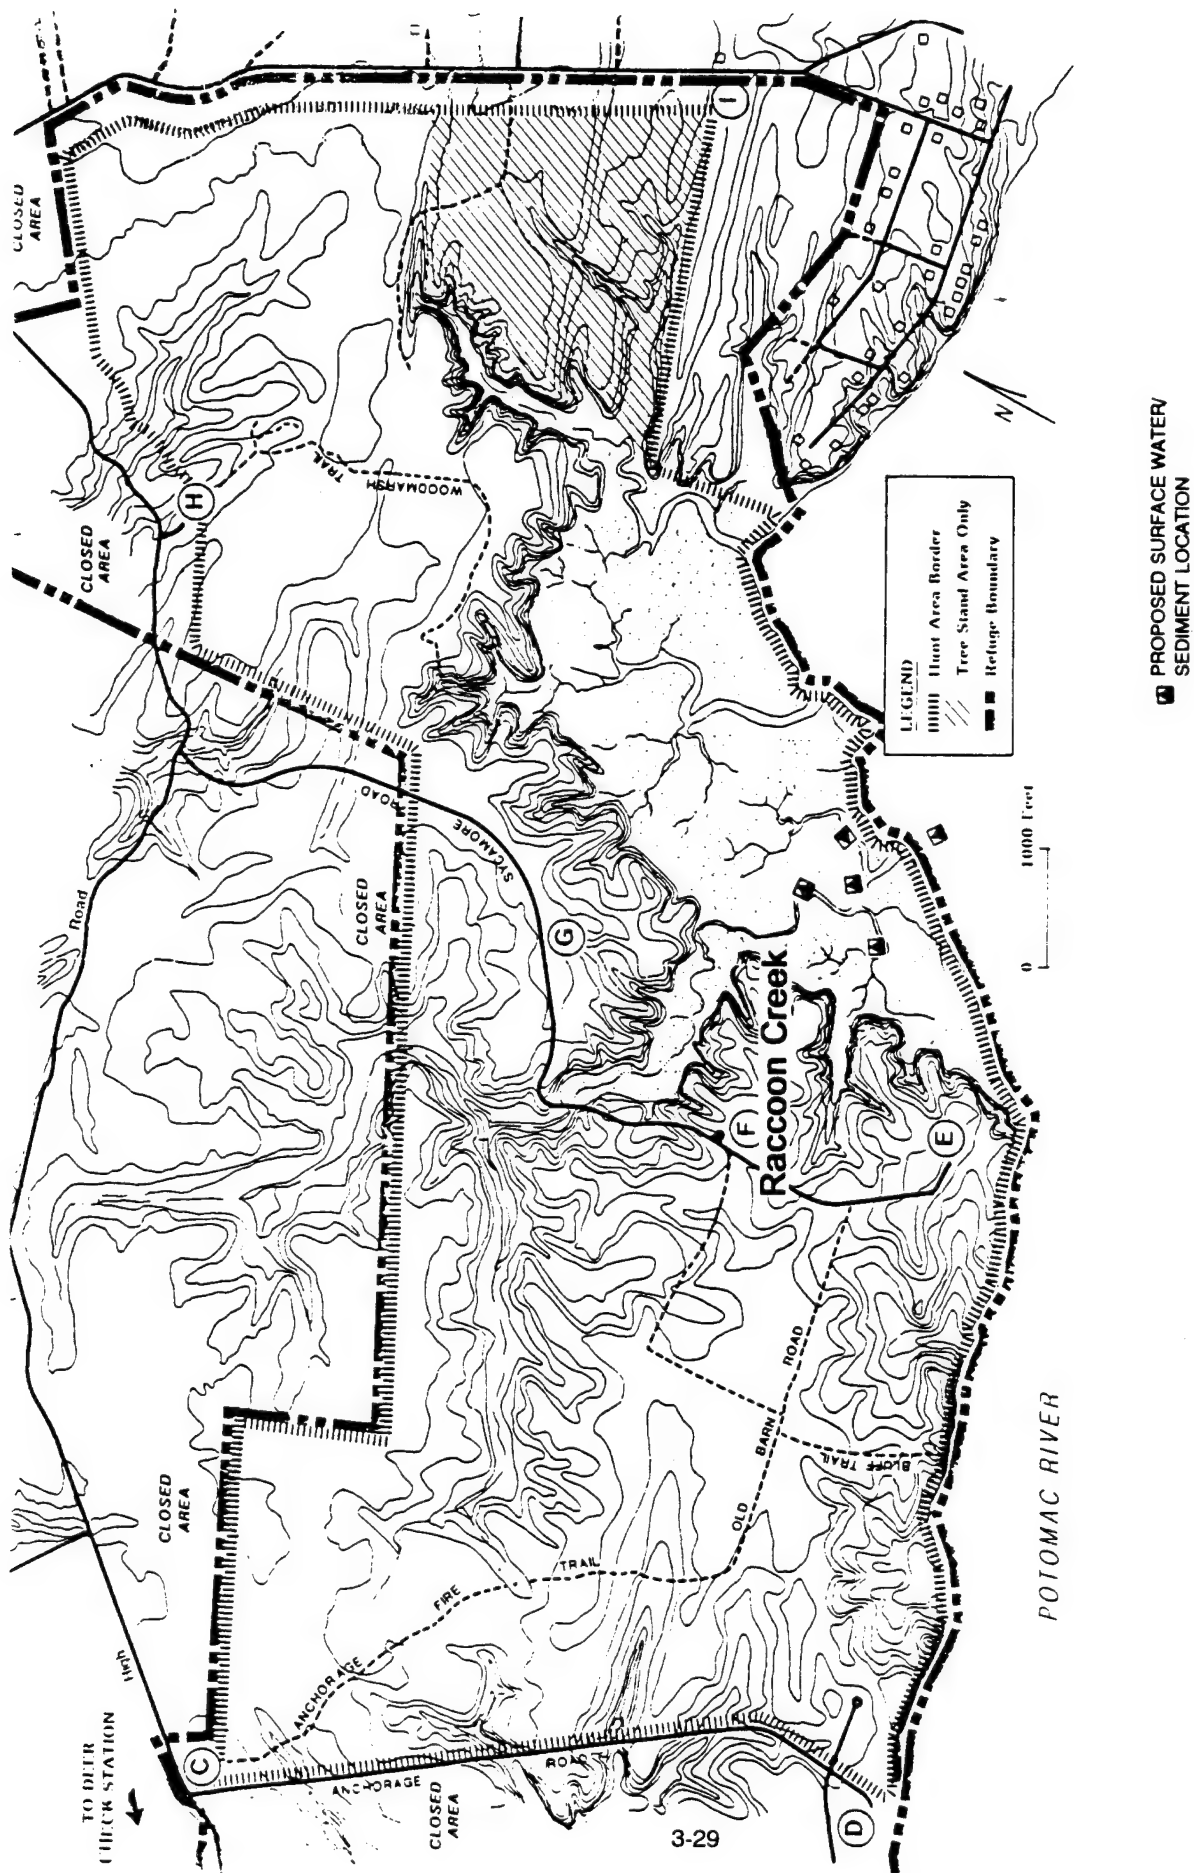 TO DEER
CHECK STATION
C
High
Road
CLOSED
AREA
CLOSED
AREA
CLOSED
AREA
CLOSED
AREA
CLOSED
AREA
H
WOODMARSH
TRAIL
SYCAMORE
ROAD
G
F
Raccoon Creek
E
I
ANCHORAGE
FIRE
TRAIL
OLD
BARN
ROAD
BLUFF TRAIL
ANCHORAGE
ROAD
D
POTOMAC RIVER
N
0
1000 Feet
LEGEND
Hunt Area Border
Tree Stand Area Only
Refuge Boundary
PROPOSED SURFACE WATER/
SEDIMENT LOCATION
3-29